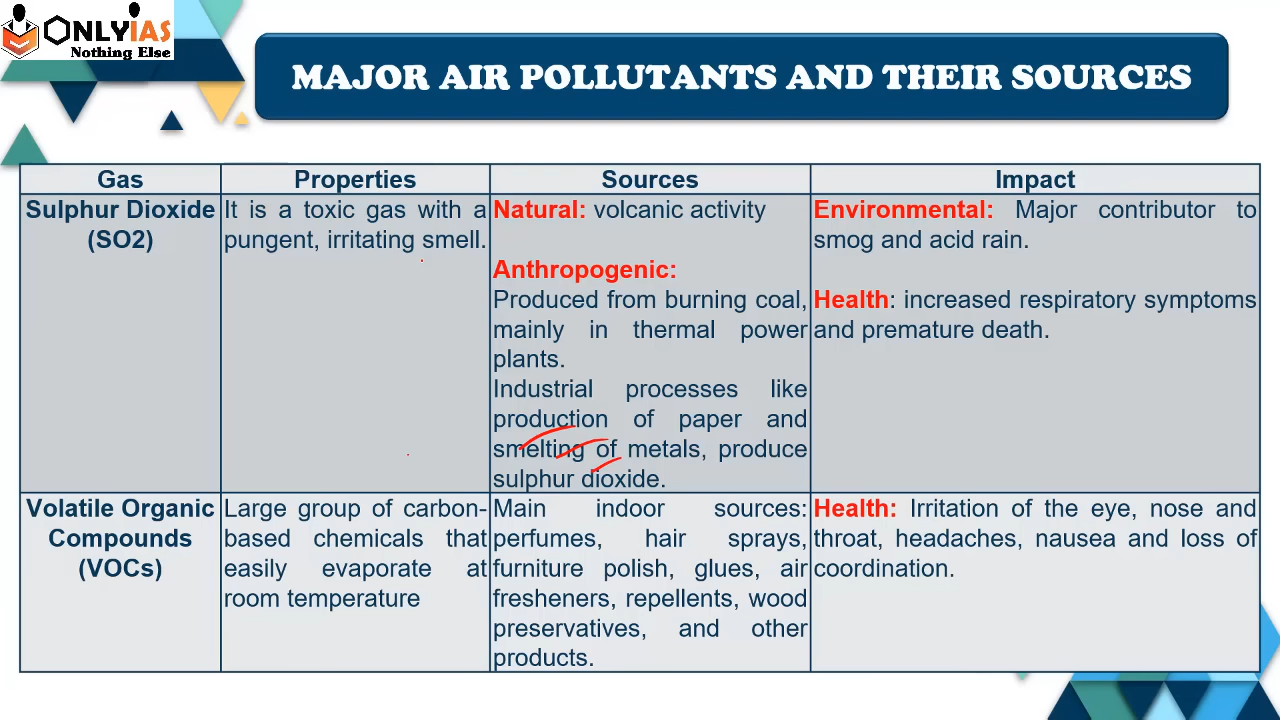 ONLYIAS
Nothing Else
MAJOR AIR POLLUTANTS AND THEIR SOURCES
Gas
Properties
Sources
Impact
Sulphur Dioxide
(SO2)
It is a toxic gas with a
pungent, irritating smell.
Natural: volcanic activity
Anthropogenic:
Produced from burning coal,
mainly in thermal power
plants.
Industrial processes like
production of paper and
smelting of metals, produce
sulphur dioxide.
Environmental: Major contributor to
smog and acid rain.
Health: increased respiratory symptoms
and premature death.
Volatile Organic
Compounds
(VOCs)
Large group of carbon-
based chemicals that
easily evaporate at
room temperature
Main indoor sources:
perfumes, hair sprays,
furniture polish, glues, air
fresheners, repellents, wood
preservatives, and other
products.
Health: Irritation of the eye, nose and
throat, headaches, nausea and loss of
coordination.